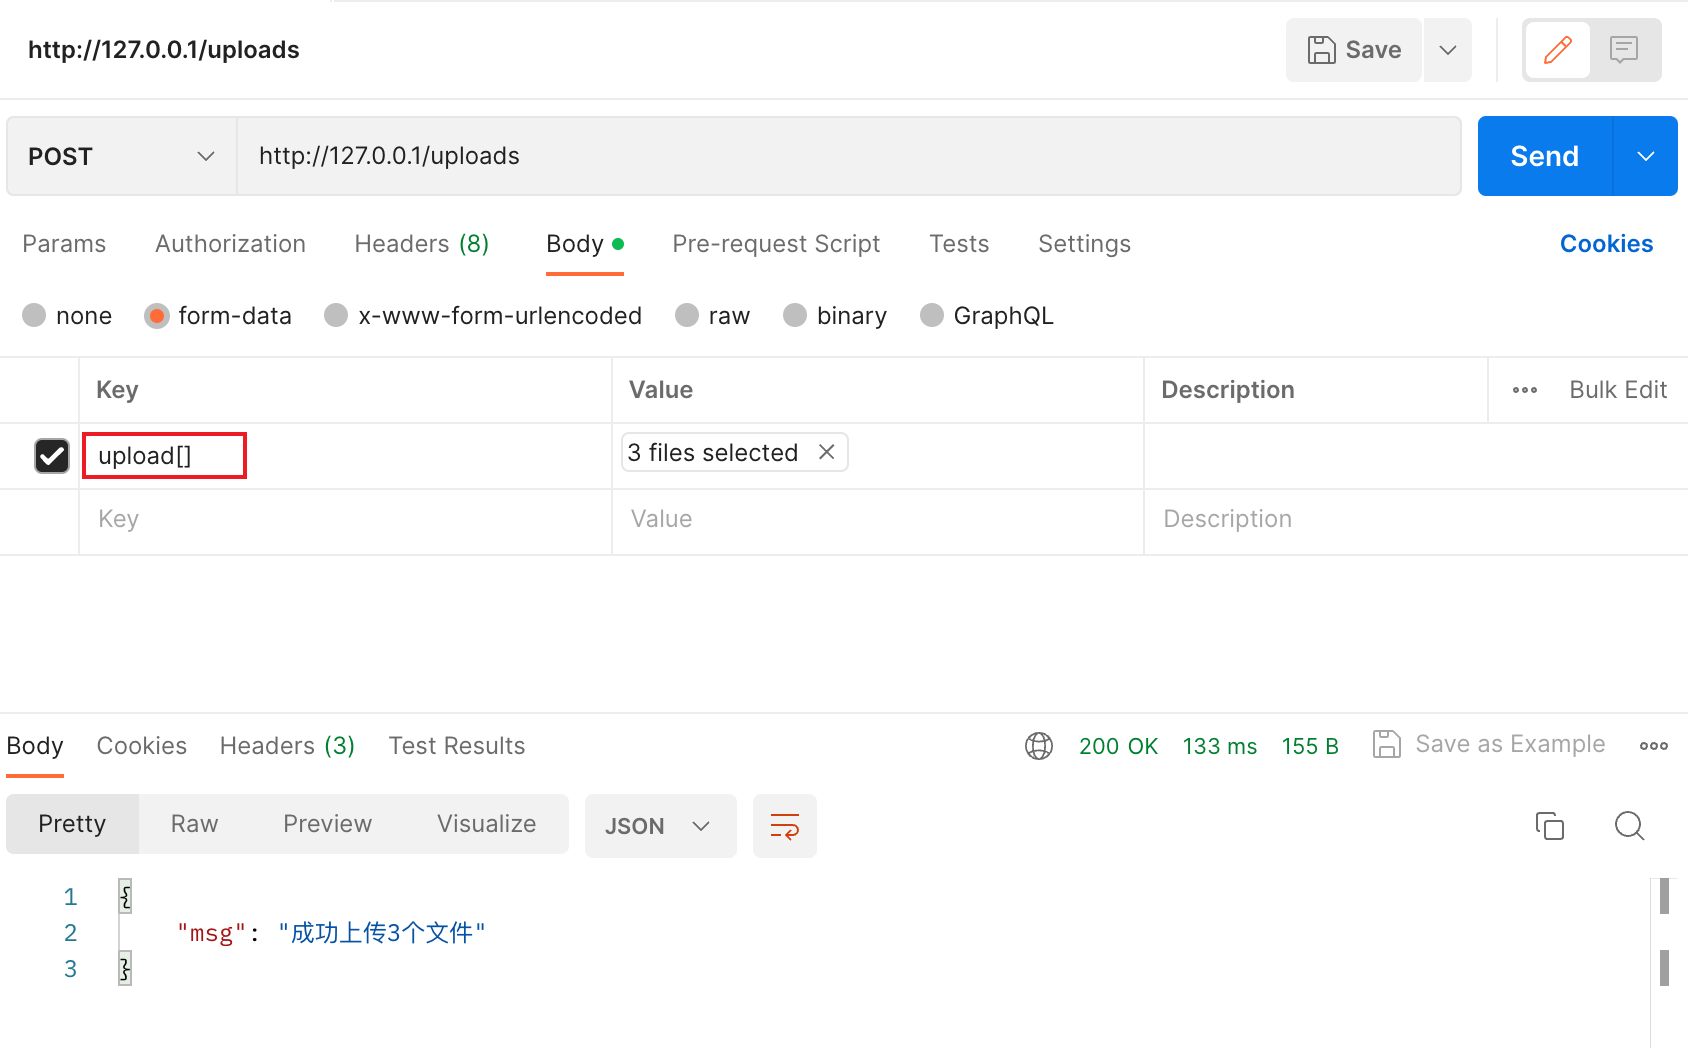 http://127.0.0.1/uploads
Save
POST
http://127.0.0.1/uploads
Send
Params Authorization Headers (8) Body Pre-request Script Tests Settings Cookies
none form-data x-www-form-urlencoded raw binary GraphQL
Key Value Description Bulk Edit
upload[] 3 files selected
Key Value Description
Body Cookies Headers (3) Test Results 200 OK 133 ms 155 B Save as Example
Pretty Raw Preview Visualize JSON
1 {
2 "msg": "成功上传3个文件"
3 }